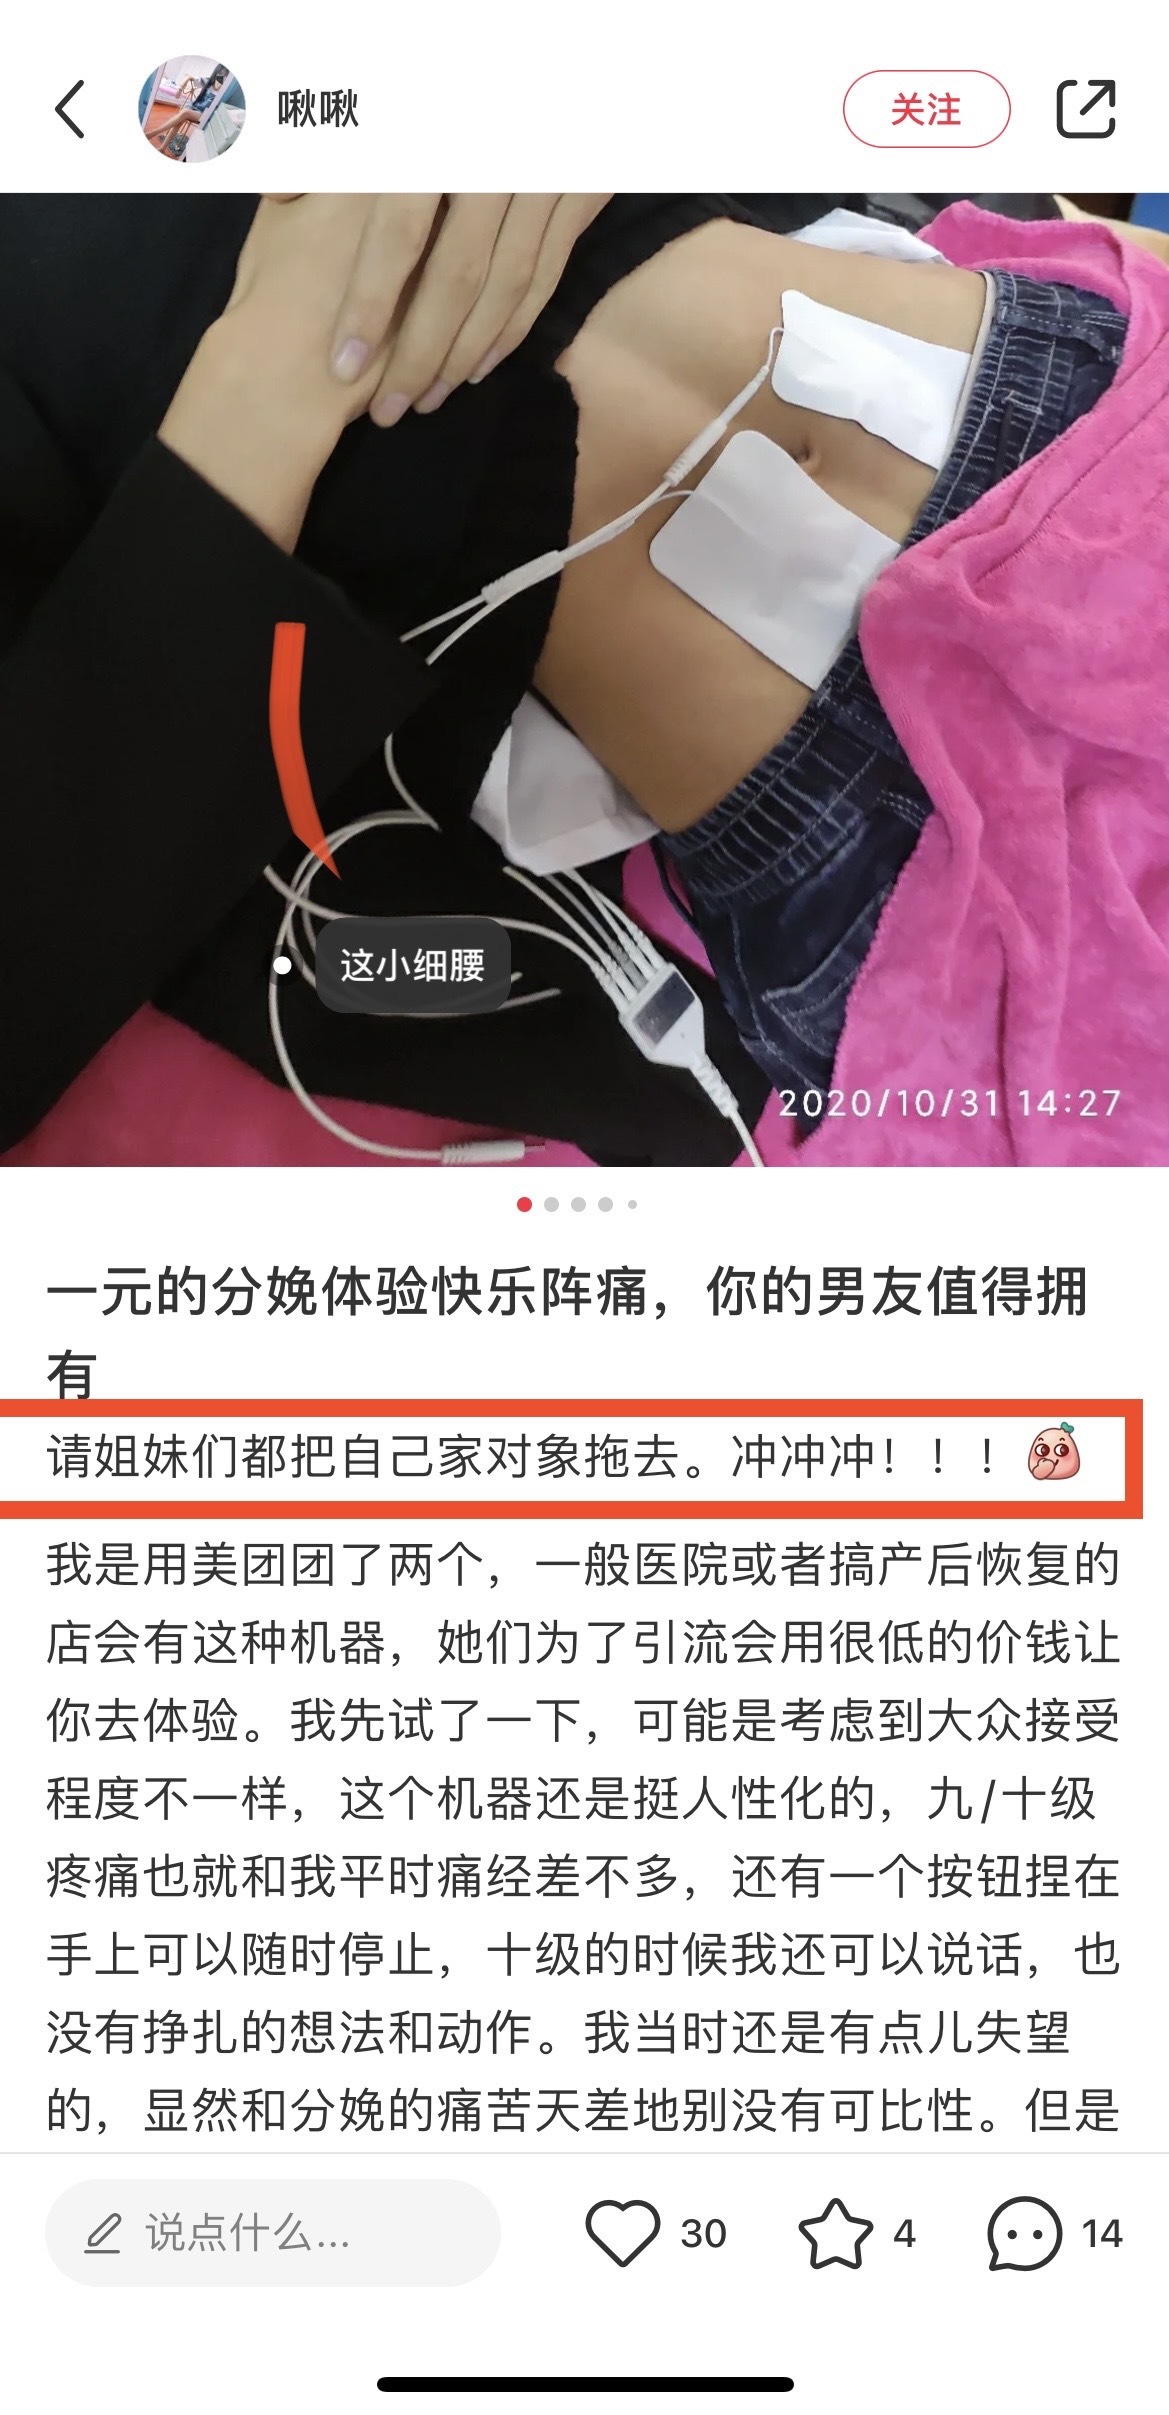 啾啾
关注
这小细腰
2020/10/31 14:27
一元的分娩体验快乐阵痛，你的男友值得拥
有
请姐妹们都把自己家对象拖去。冲冲冲！！！
我是用美团团了两个，一般医院或者搞产后恢复的
店会有这种机器，她们为了引流会用很低的价钱让
你去体验。我先试了一下，可能是考虑到大众接受
程度不一样，这个机器还是挺人性化的，九/十级
疼痛也就和我平时痛经差不多，还有一个按钮捏在
手上可以随时停止，十级的时候我还可以说话，也
没有挣扎的想法和动作。我当时还是有点儿失望
的，显然和分娩的痛苦天差地别没有可比性。但是
说点什么...
30
4
14